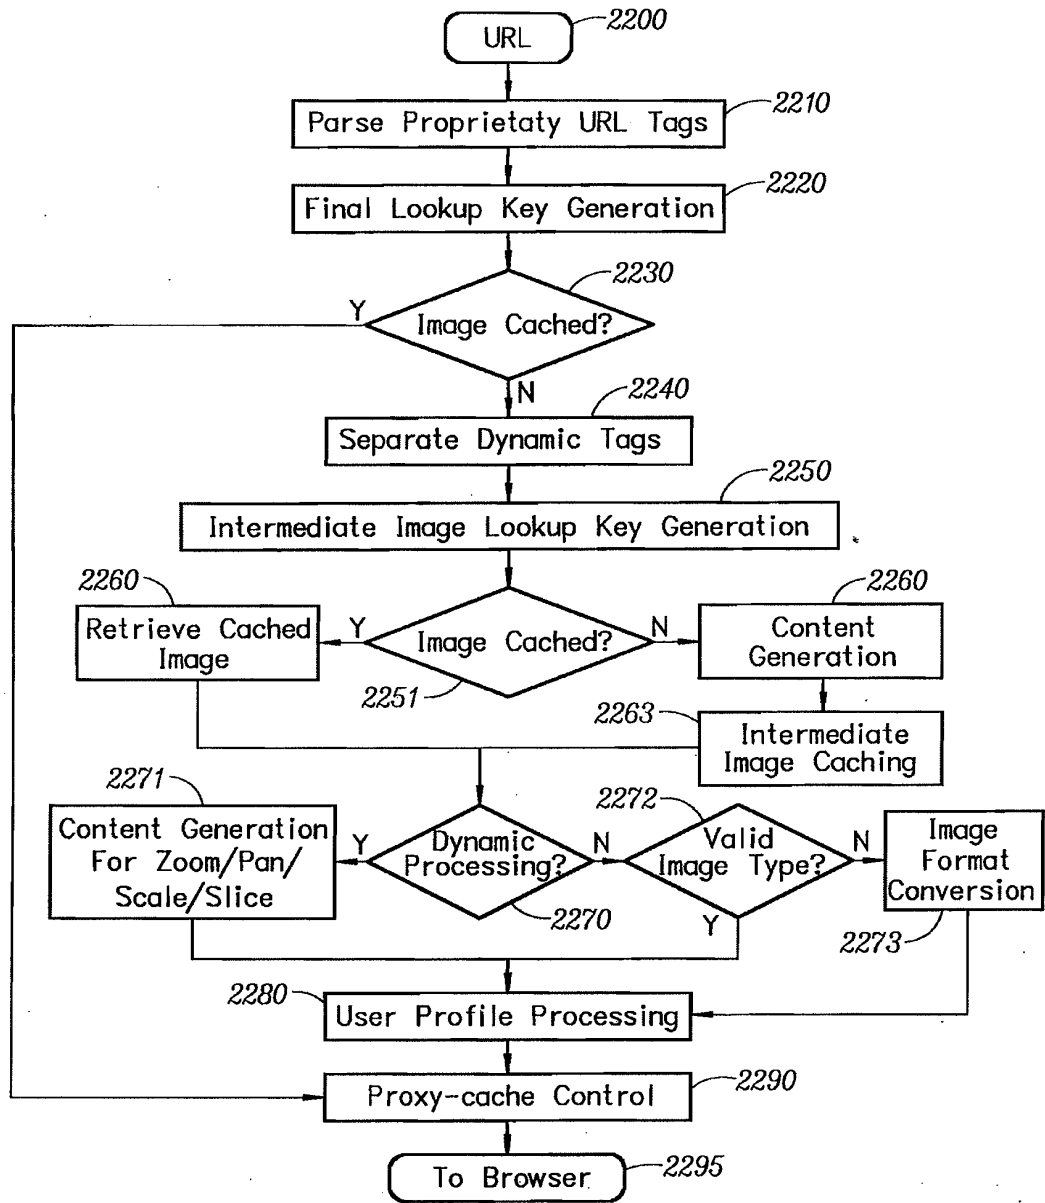 URL
2200
Parse Proprietaty URL Tags
2210
Final Lookup Key Generation
2220
2230
Y
Image Cached?
N
2240
Separate Dynamic Tags
2250
Intermediate Image Lookup Key Generation
2260
Retrieve Cached
Image
Y
Image Cached?
2251
N
2260
Content
Generation
2263
Intermediate
Image Caching
2271
Content Generation
For Zoom/Pan/
Scale/Slice
Y
Dynamic
Processing?
2270
N
2272
Valid
Image Type?
Y
N
Image
Format
Conversion
2273
2280
User Profile Processing
2290
Proxy-cache Control
To Browser
2295